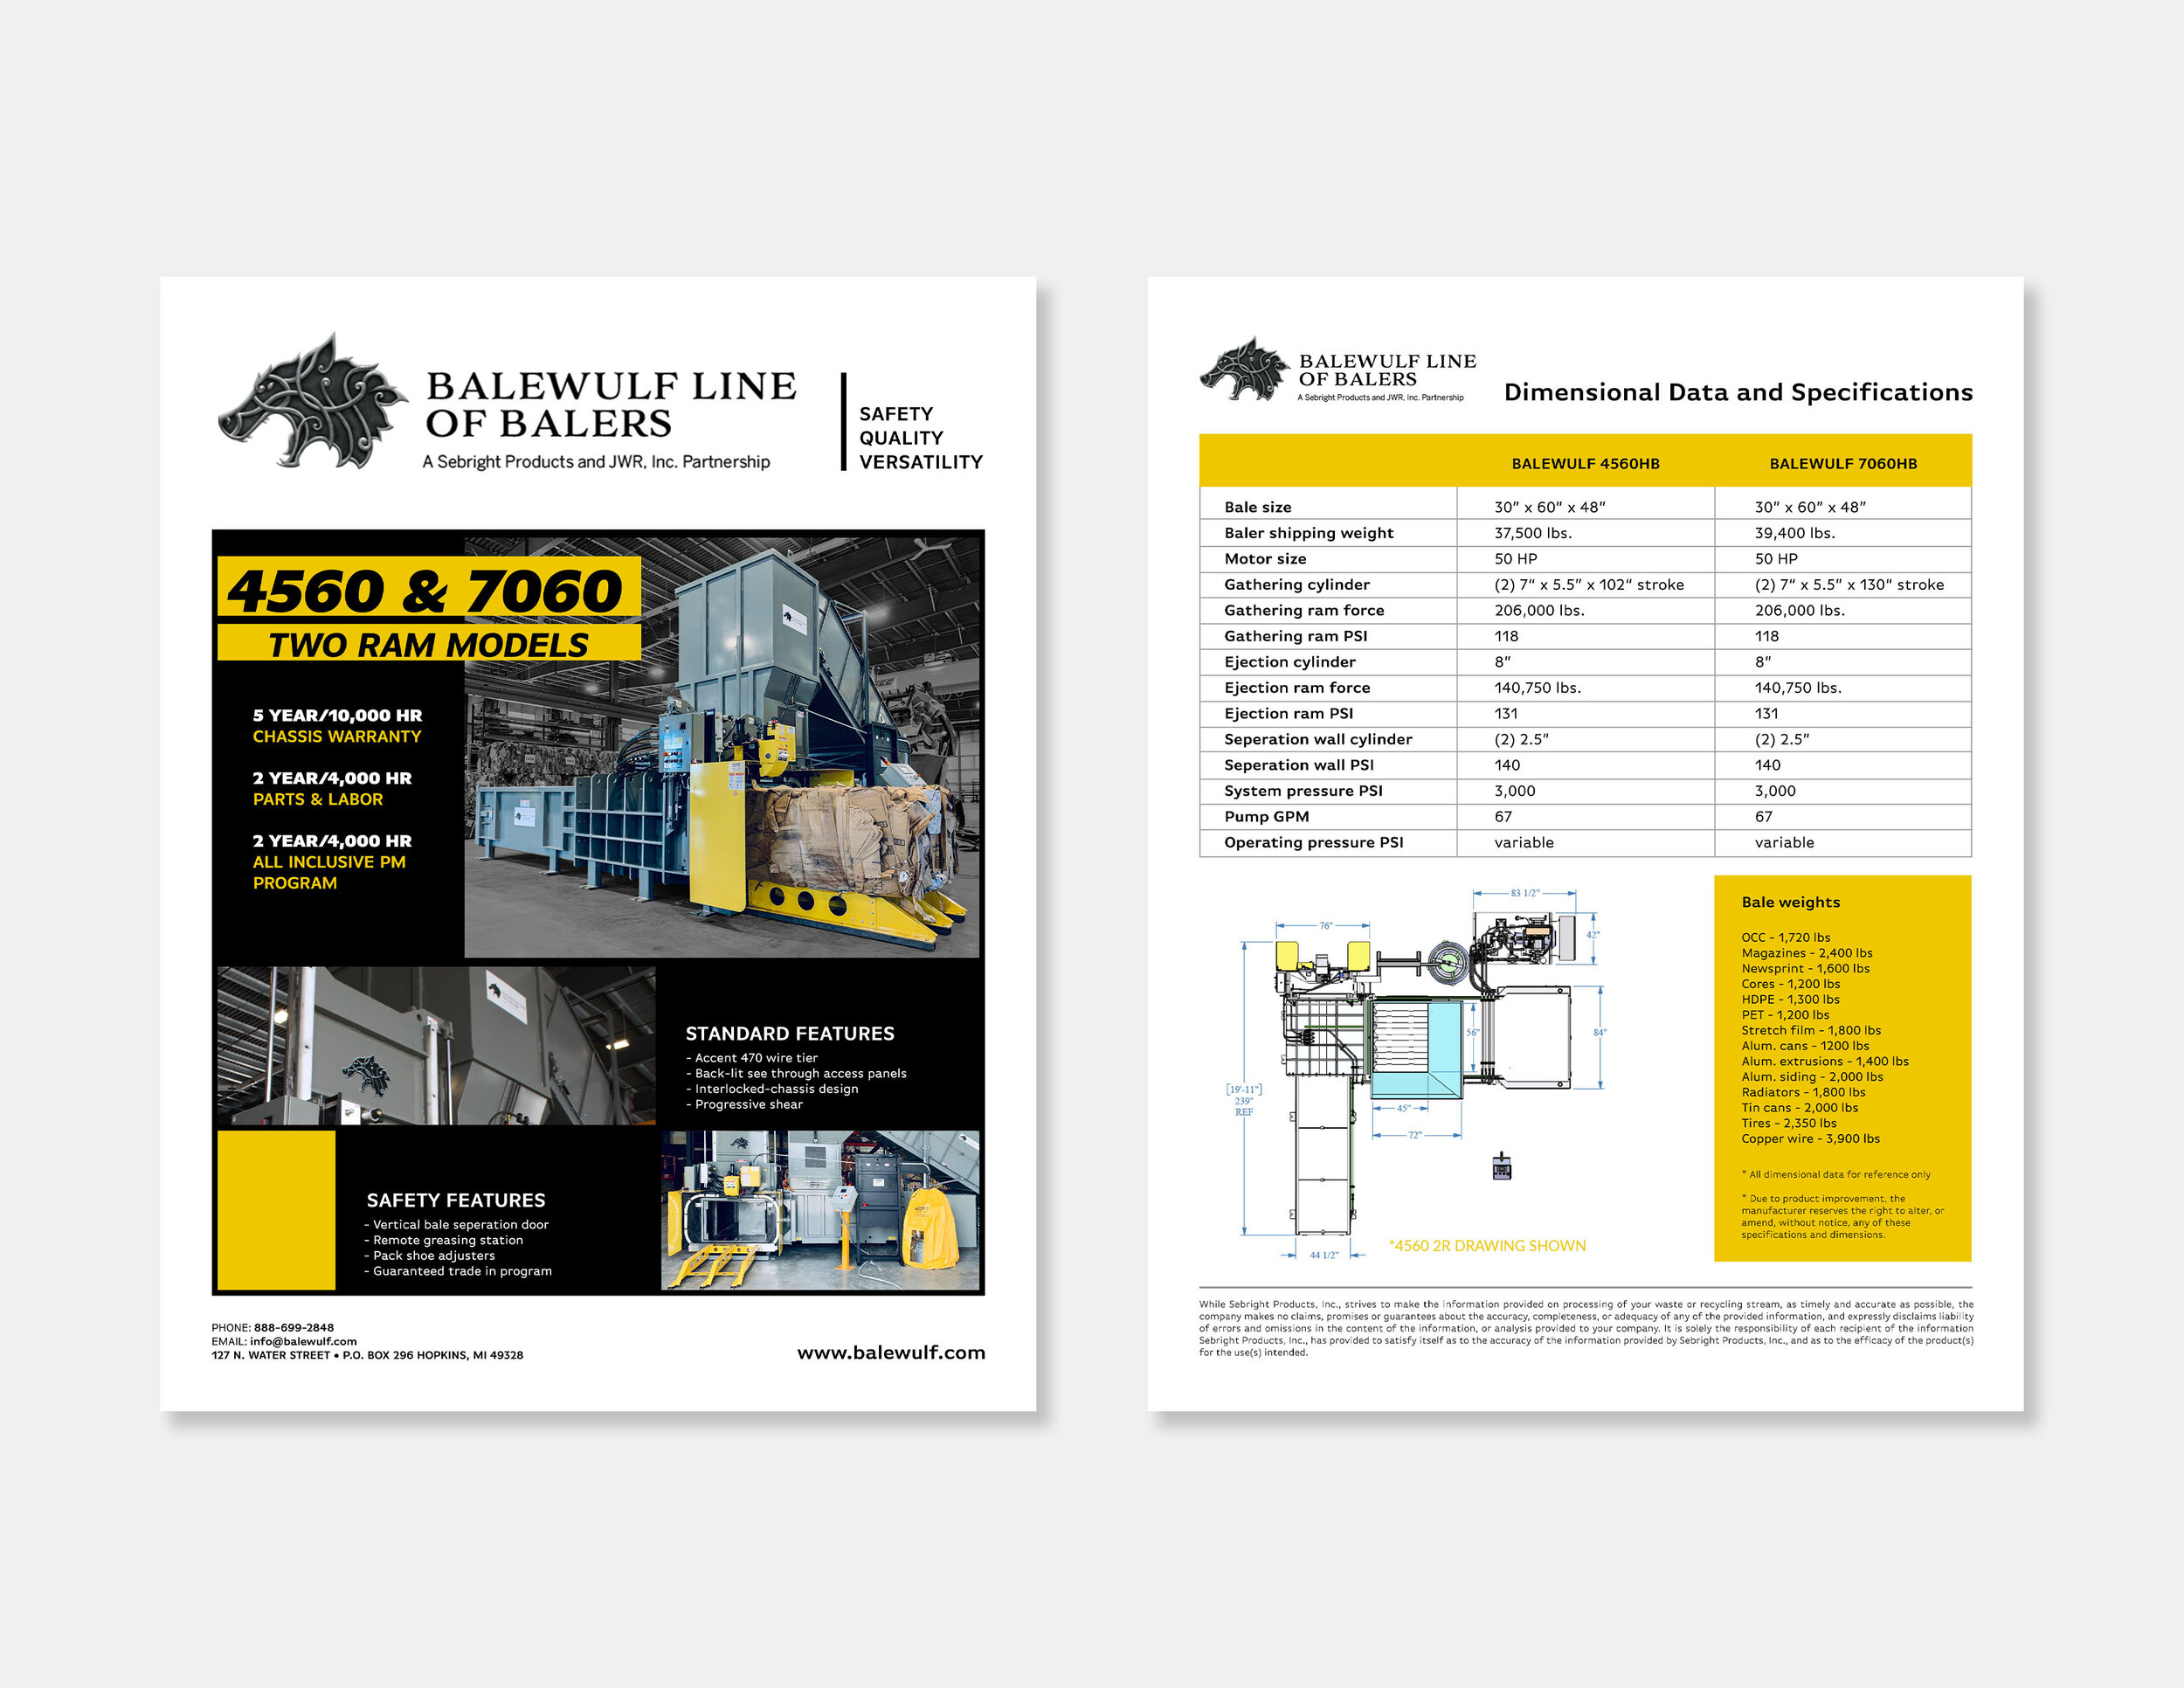 BALEWULF LINE
OF BALERS
A Sebright Products and JWR, Inc. Partnership
SAFETY
QUALITY
VERSATILITY
4560 & 7060
TWO RAM MODELS
5 YEAR/10,000 HR
CHASSIS WARRANTY
2 YEAR/4,000 HR
PARTS & LABOR
2 YEAR/4,000 HR
ALL INCLUSIVE PM
PROGRAM
STANDARD FEATURES
- Accent 470 wire tier
- Back-lit see through access panels
- Interlocked-chassis design
- Progressive shear
SAFETY FEATURES
- Vertical bale seperation door
- Remote greasing station
- Pack shoe adjusters
- Guaranteed trade in program
PHONE: 888-699-2848
EMAIL: info@balewulf.com
127 N. WATER STREET • P.O. BOX 296 HOPKINS, MI 49328
www.balewulf.com
BALEWULF LINE
OF BALERS
A Sebright Products and JWR, Inc. Partnership
Dimensional Data and Specifications
BALEWULF 4560HB BALEWULF 7060HB
Bale size 30" x 60" x 48" 30" x 60" x 48"
Baler shipping weight 37,500 lbs. 39,400 lbs.
Motor size 50 HP 50 HP
Gathering cylinder (2) 7" x 5.5" x 102" stroke (2) 7" x 5.5" x 130" stroke
Gathering ram force 206,000 lbs. 206,000 lbs.
Gathering ram PSI 118 118
Ejection cylinder 8" 8"
Ejection ram force 140,750 lbs. 140,750 lbs.
Ejection ram PSI 131 131
Seperation wall cylinder (2) 2.5" (2) 2.5"
Seperation wall PSI 140 140
System pressure PSI 3,000 3,000
Pump GPM 67 67
Operating pressure PSI variable variable
83 1/2"
76"
42"
56"
84"
[19'-11"]
239"
REF
45"
72"
44 1/2"
*4560 2R DRAWING SHOWN
Bale weights
OCC - 1,720 lbs
Magazines - 2,400 lbs
Newsprint - 1,600 lbs
Cores - 1,200 lbs
HDPE - 1,300 lbs
PET - 1,200 lbs
Stretch film - 1,800 lbs
Alum. cans - 1200 lbs
Alum. extrusions - 1,400 lbs
Alum. siding - 2,000 lbs
Radiators - 1,800 lbs
Tin cans - 2,000 lbs
Tires - 2,350 lbs
Copper wire - 3,900 lbs
* All dimensional data for reference only
* Due to product improvement, the
manufacturer reserves the right to alter, or
amend, without notice, any of these
specifications and dimensions.
While Sebright Products, Inc., strives to make the information provided on processing of your waste or recycling stream, as timely and accurate as possible, the
company makes no claims, promises or guarantees about the accuracy, completeness, or adequacy of any of the provided information, and expressly disclaims liability
of errors and omissions in the content of the information, or analysis provided to your company. It is solely the responsibility of each recipient of the information
Sebright Products, Inc., has provided to satisfy itself as to the accuracy of the information provided by Sebright Products, Inc., and as to the efficacy of the product(s)
for the use(s) intended.